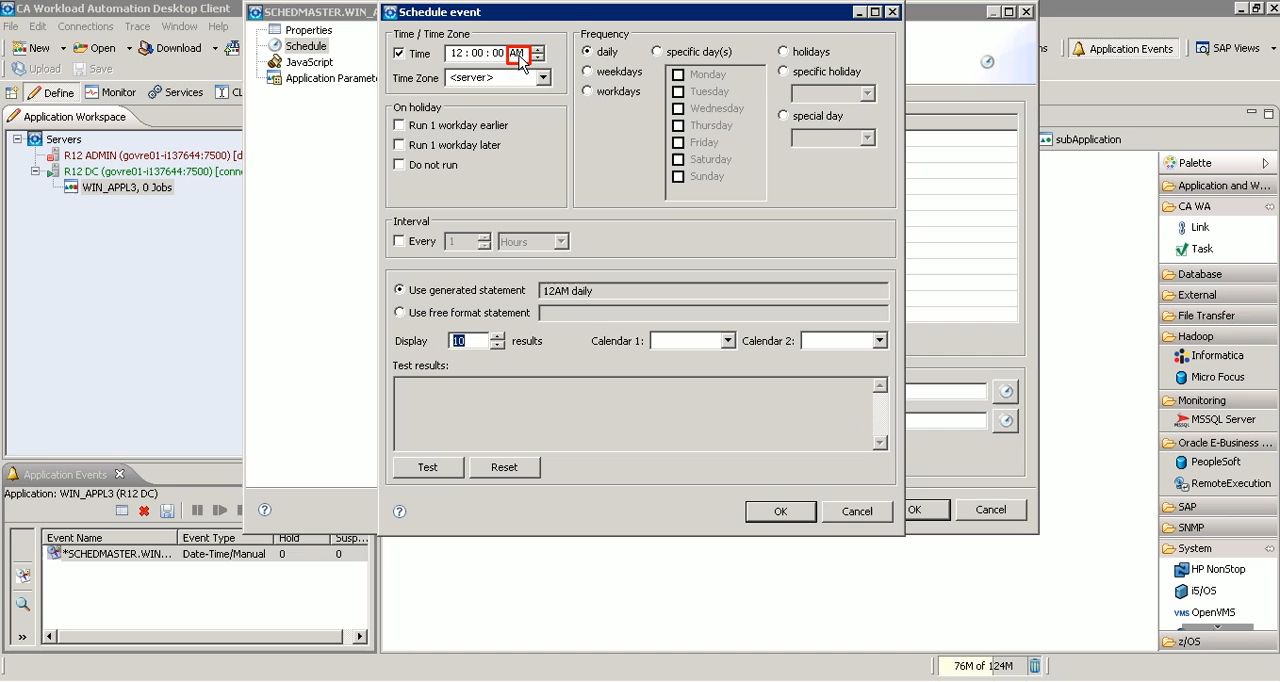 CA Workload Automation Desktop Client
File Edit Connections Trace Window Help
New Open Download
Upload Save
Define Monitor Services
Application Workspace
Servers
R12 ADMIN (govre01-i137644:7500) [d
R12 DC (govre01-i137644:7500) [conn
WIN_APPL3, 0 Jobs
Application Events
Application: WIN_APPL3 (R12 DC)
Event Name Event Type Hold Susp...
*SCHEDMASTER.WIN... Date-Time/Manual 0 0
SCHEDMASTER.WIN_A
Properties
Schedule
JavaScript
Application Paramete
Schedule event
Time / Time Zone
Time 12 : 00 : 00 AM
Time Zone <server>
On holiday
Run 1 workday earlier
Run 1 workday later
Do not run
Frequency
daily
weekdays
workdays
specific day(s)
Monday
Tuesday
Wednesday
Thursday
Friday
Saturday
Sunday
holidays
specific holiday
special day
Interval
Every 1 Hours
Use generated statement 12AM daily
Use free format statement
Display 10 results Calendar 1: Calendar 2:
Test results:
Test Reset
OK Cancel
OK Cancel
Application Events SAP Views
subApplication
Palette
Application and W...
CA WA
Link
Task
Database
External
File Transfer
Hadoop
Informatica
Micro Focus
Monitoring
MSSQL Server
Oracle E-Business ...
PeopleSoft
RemoteExecution
SAP
SNMP
System
HP NonStop
i5/OS
OpenVMS
z/OS
76M of 124M